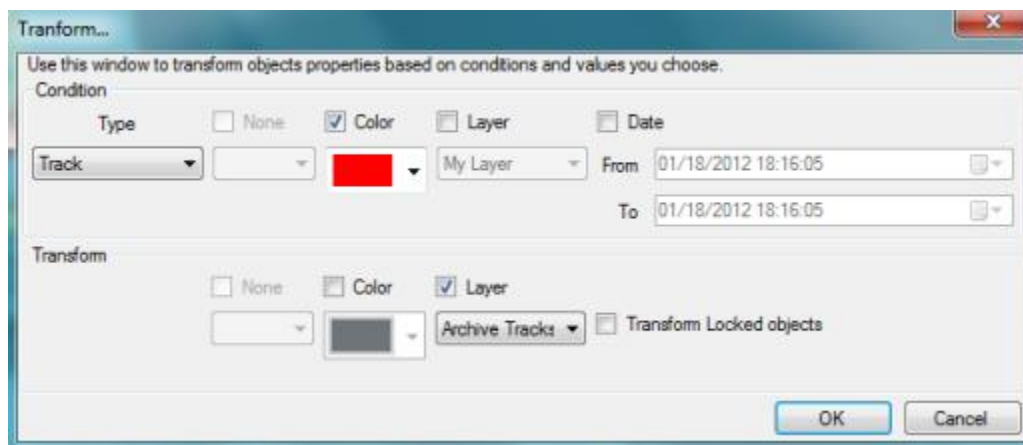 Tranform...
Use this window to transform objects properties based on conditions and values you choose.
Condition
Type None Color Layer Date
Track My Layer From 01/18/2012 18:16:05
To 01/18/2012 18:16:05
Transform
None Color Layer
Archive Tracks Transform Locked objects
OK Cancel